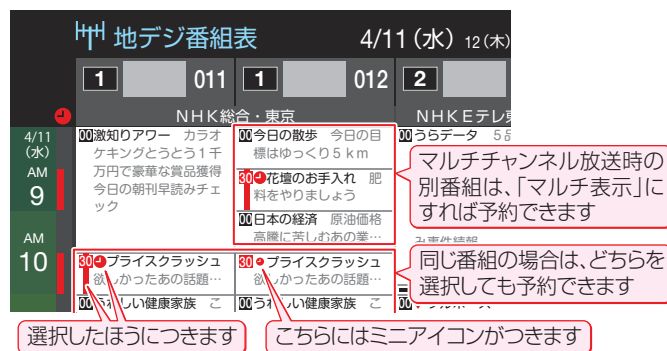 地デジ番組表 4/11(水) 12(木)
1 011 1 012 2
NHK総合・東京 NHKEテレ東
4/11
(水)
AM
9
00激知りアワー カラオ
ケキングとうとう1千
万円で豪華な賞品獲得
今日の朝刊早読みチェ
ック
00今日の散歩 今日の目
標はゆっくり5km
30花壇のお手入れ 肥
料をやりましょう
00日本の経済 原油価格
高騰に苦しむあの業…
00うらデータ 5
マルチチャンネル放送時の
別番組は、「マルチ表示」に
すれば予約できます
AM
10
30プライスクラッシュ
欲しかったあの話題…
00うれしい健康家族 こ
30プライスクラッシュ
欲しかったあの話題…
00うれしい健康家族 こ
同じ番組の場合は、どちらを
選択しても予約できます
選択したほうにつきます
こちらにはミニアイコンがつきます